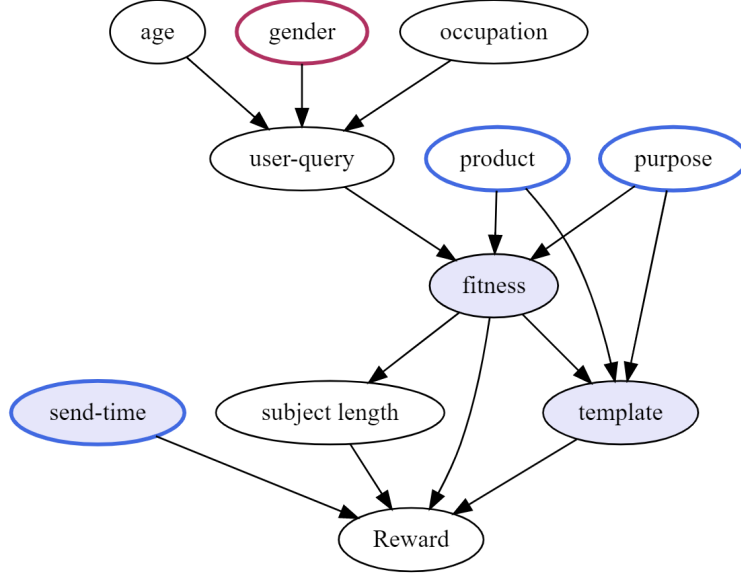 age
gender
occupation
user-query
product
purpose
fitness
send-time
subject length
template
Reward